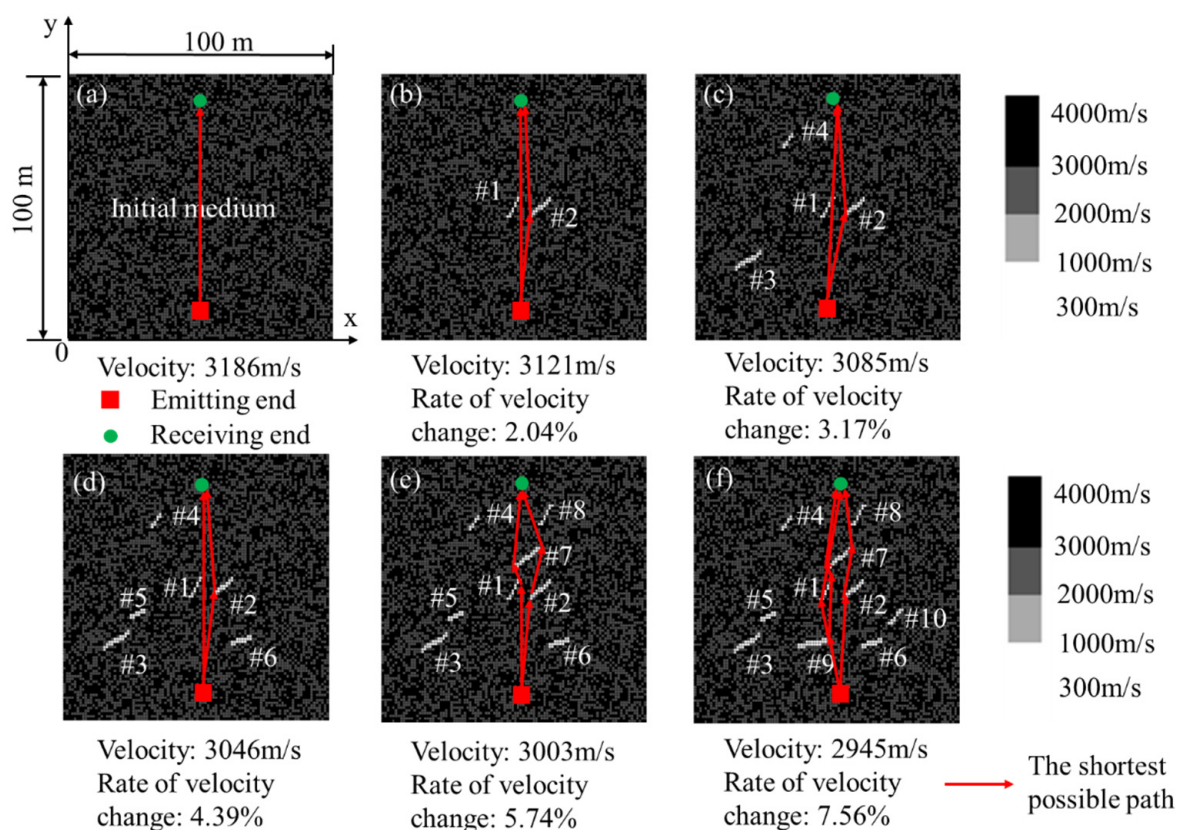 y
100 m
100 m
(a)
Initial medium
x
0
Velocity: 3186m/s
Emitting end
Receiving end
(b)
#1
#2
Velocity: 3121m/s
Rate of velocity
change: 2.04%
(c)
#4
#1
#2
#3
Velocity: 3085m/s
Rate of velocity
change: 3.17%
4000m/s
3000m/s
2000m/s
1000m/s
300m/s
(d)
#4
#1
#5
#2
#3
#6
Velocity: 3046m/s
Rate of velocity
change: 4.39%
(e)
#4
#8
#7
#1
#5
#2
#3
#6
Velocity: 3003m/s
Rate of velocity
change: 5.74%
(f)
#4
#8
#7
#1
#5
#2
#10
#3
#9
#6
Velocity: 2945m/s
Rate of velocity
change: 7.56%
4000m/s
3000m/s
2000m/s
1000m/s
300m/s
The shortest
possible path